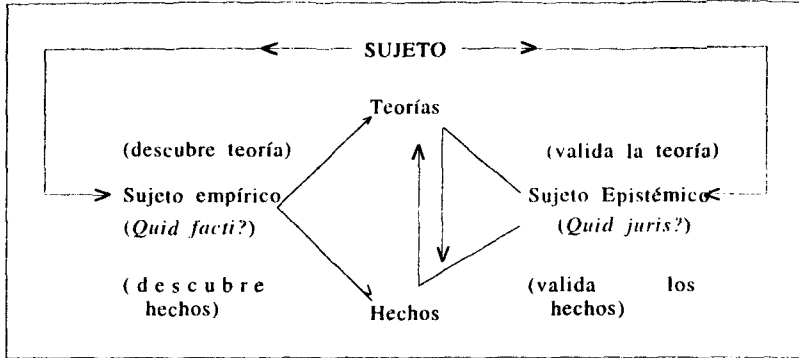 SUJETO
Teorías
(descubre teoría)
(valida la teoría)
Sujeto empírico
Sujeto Epistémico
(Quid facti?)
(Quid juris?)
(descubre
hechos)
(valida los
hechos)
Hechos